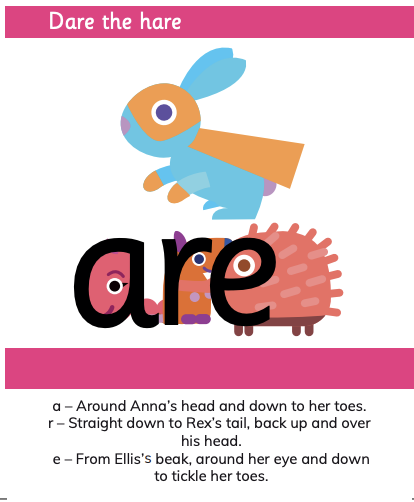 Dare the hare
are
a – Around Anna's head and down to her toes.
r – Straight down to Rex's tail, back up and over
his head.
e – From Ellis's beak, around her eye and down
to tickle her toes.